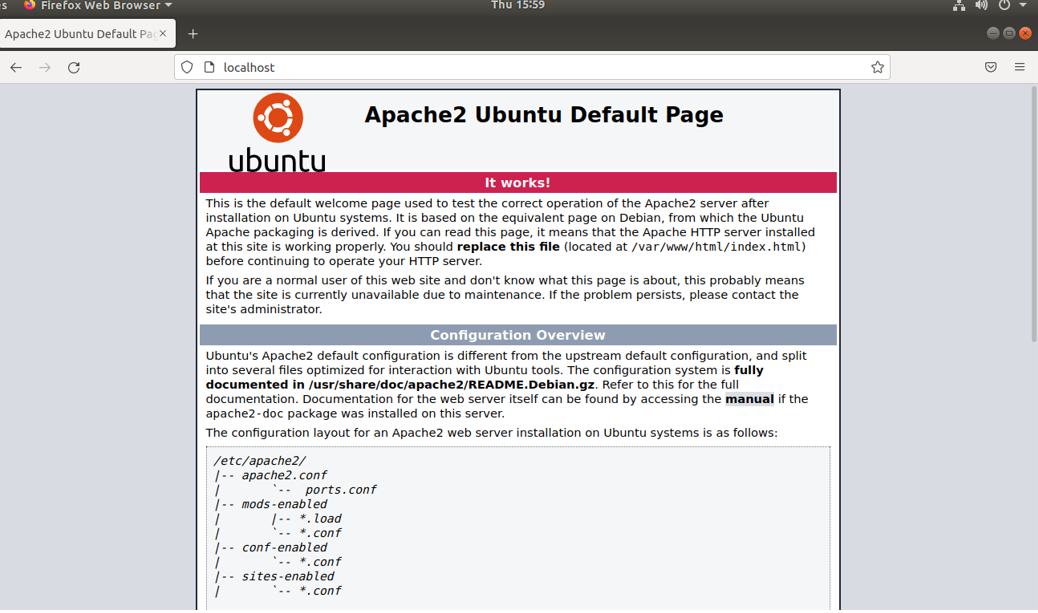 s Firefox Web Browser Thu 15:59
Apache2 Ubuntu Default Pag
localhost
ubuntu
Apache2 Ubuntu Default Page
It works!
This is the default welcome page used to test the correct operation of the Apache2 server after
installation on Ubuntu systems. It is based on the equivalent page on Debian, from which the Ubuntu
Apache packaging is derived. If you can read this page, it means that the Apache HTTP server installed
at this site is working properly. You should replace this file (located at /var/www/html/index.html)
before continuing to operate your HTTP server.
If you are a normal user of this web site and don't know what this page is about, this probably means
that the site is currently unavailable due to maintenance. If the problem persists, please contact the
site's administrator.
Configuration Overview
Ubuntu's Apache2 default configuration is different from the upstream default configuration, and split
into several files optimized for interaction with Ubuntu tools. The configuration system is fully
documented in /usr/share/doc/apache2/README.Debian.gz. Refer to this for the full
documentation. Documentation for the web server itself can be found by accessing the manual if the
apache2-doc package was installed on this server.
The configuration layout for an Apache2 web server installation on Ubuntu systems is as follows:
/etc/apache2/
|-- apache2.conf
|       `--  ports.conf
|-- mods-enabled
|       |-- *.load
|       `-- *.conf
|-- conf-enabled
|       `-- *.conf
|-- sites-enabled
|       `-- *.conf